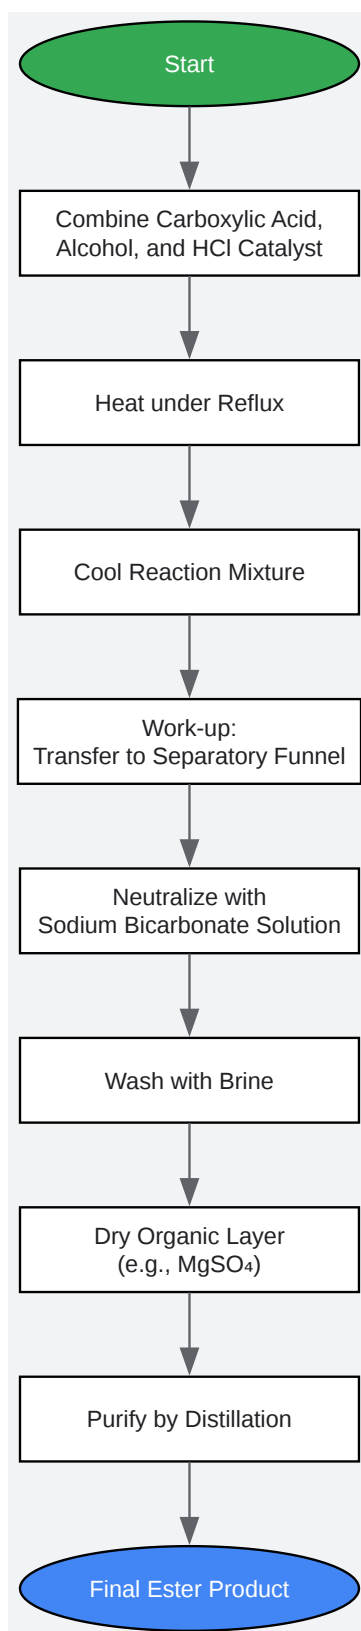 Start
Combine Carboxylic Acid,
Alcohol, and HCl Catalyst
Heat under Reflux
Cool Reaction Mixture
Work-up:
Transfer to Separatory Funnel
Neutralize with
Sodium Bicarbonate Solution
Wash with Brine
Dry Organic Layer
(e.g., MgSO₄)
Purify by Distillation
Final Ester Product